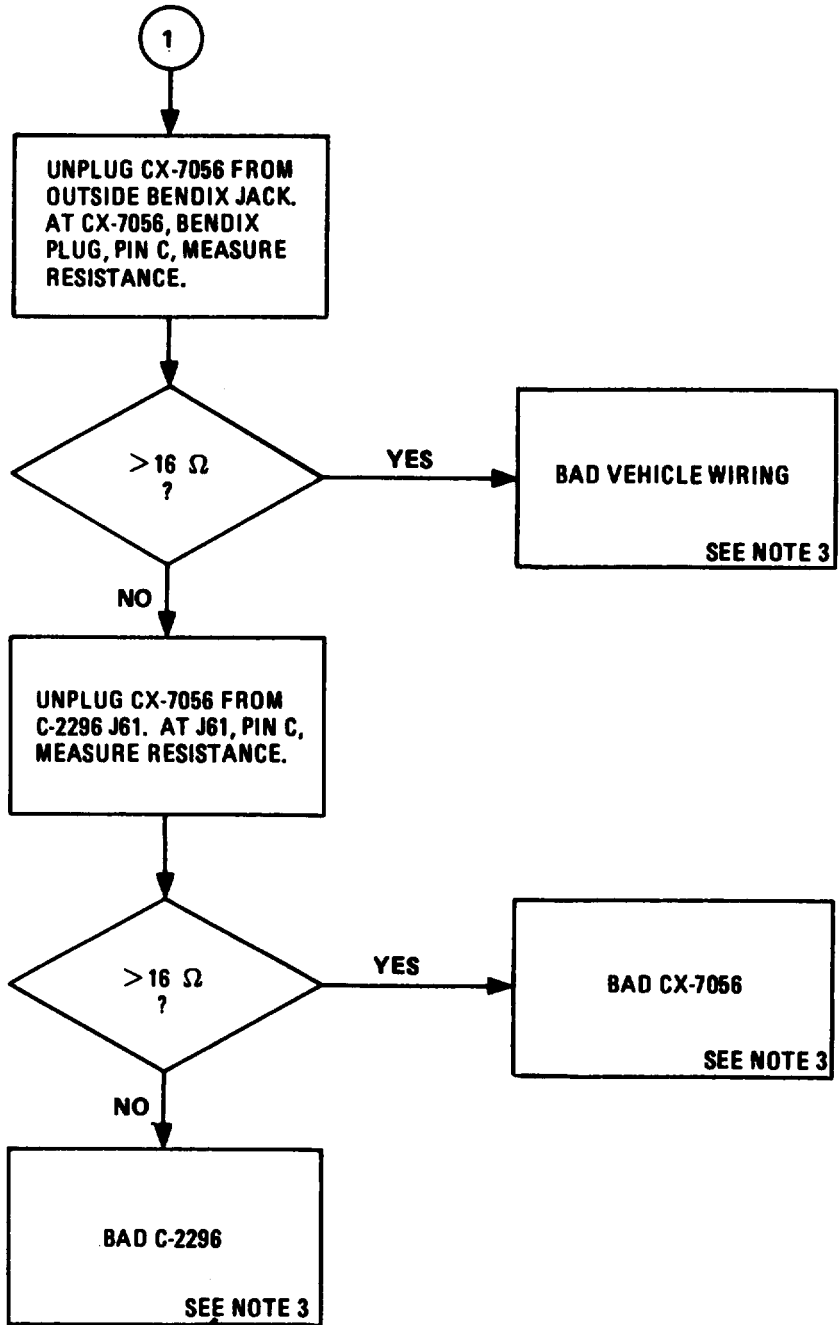 1
UNPLUG CX-7056 FROM
OUTSIDE BENDIX JACK.
AT CX-7056, BENDIX
PLUG, PIN C, MEASURE
RESISTANCE.
>16 Ω
?
YES
BAD VEHICLE WIRING
SEE NOTE 3
NO
UNPLUG CX-7056 FROM
C-2296 J61. AT J61, PIN C,
MEASURE RESISTANCE.
>16 Ω
?
YES
BAD CX-7056
SEE NOTE 3
NO
BAD C-2296
SEE NOTE 3